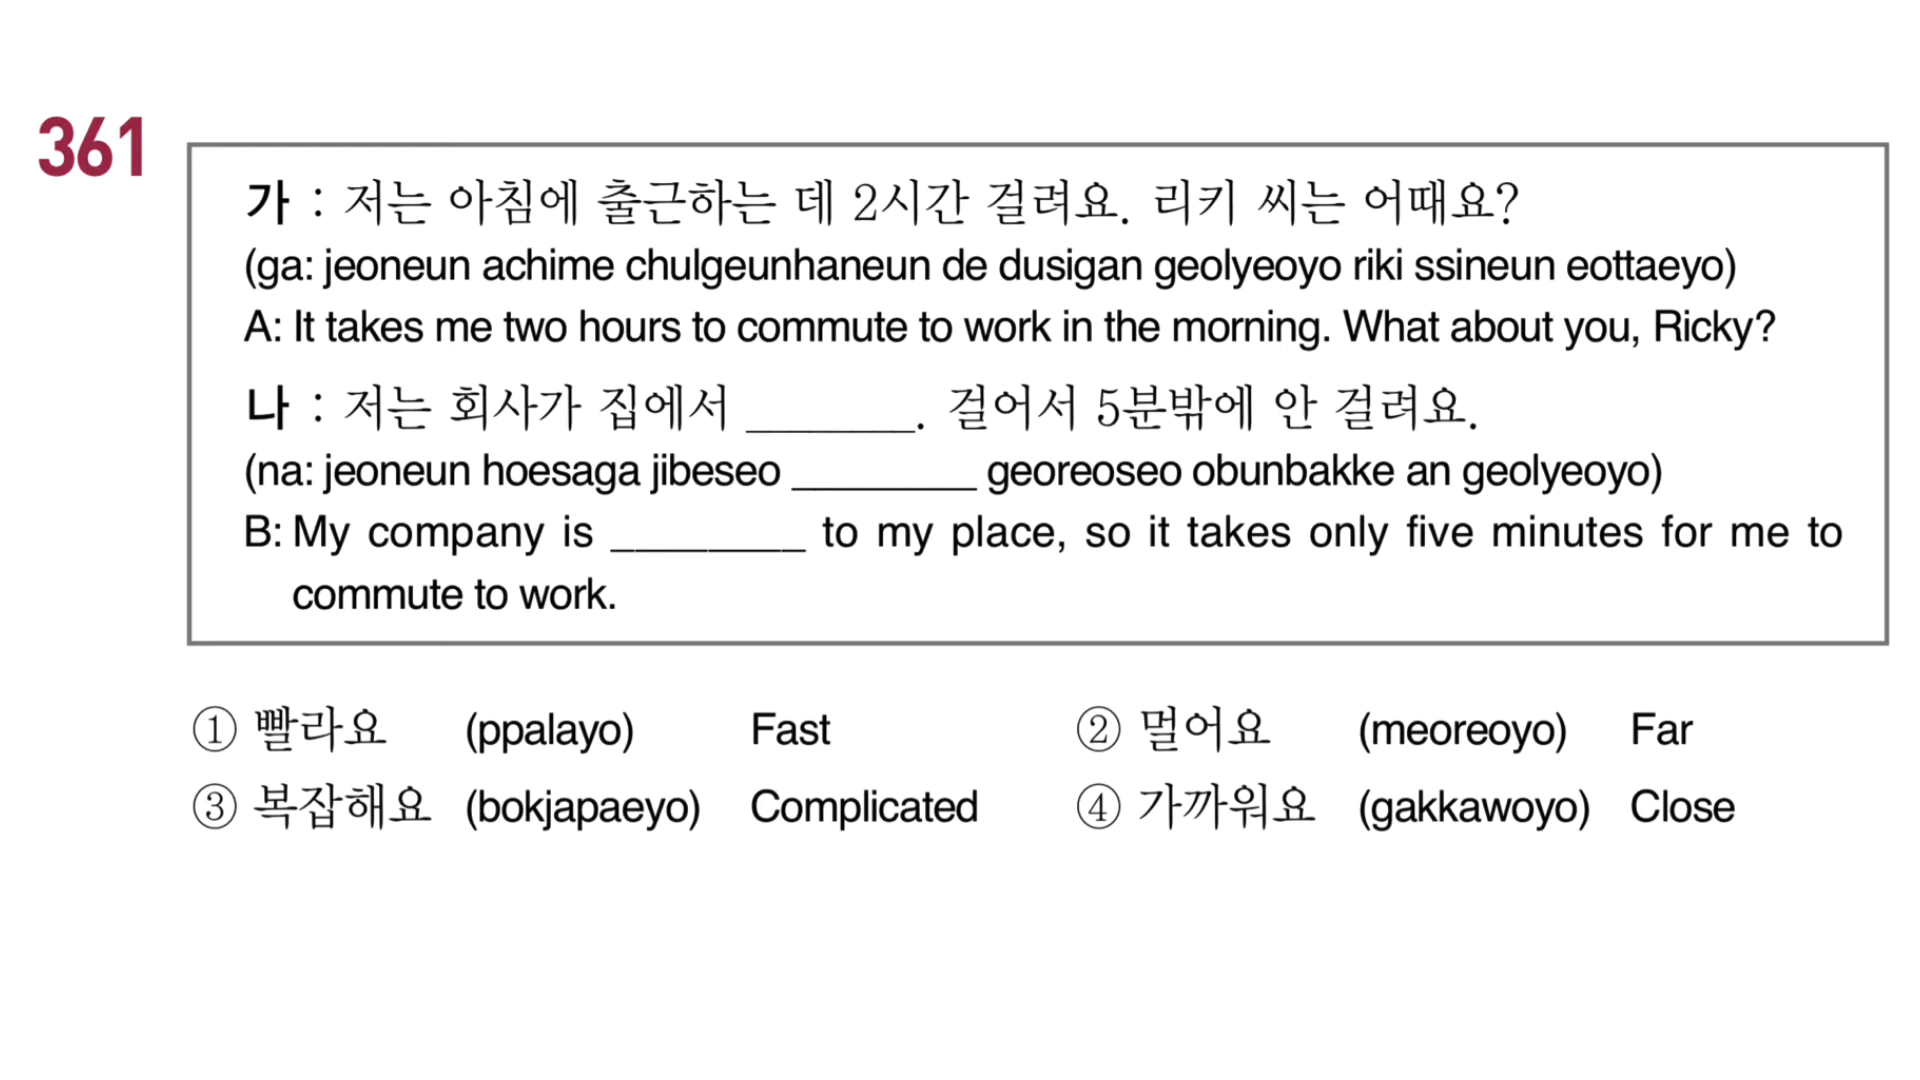 361
가 : 저는 아침에 출근하는 데 2시간 걸려요. 리키 씨는 어때요?
(ga: jeoneun achime chulgeunhaneun de dusigan geolyeoyo riki ssineun eottaeyo)
A: It takes me two hours to commute to work in the morning. What about you, Ricky?
나 : 저는 회사가 집에서 ________. 걸어서 5분밖에 안 걸려요.
(na: jeoneun hoesaga jibeseo ________ georeoseo obunbakke an geolyeoyo)
B: My company is ________ to my place, so it takes only five minutes for me to
commute to work.
① 빨라요 (ppalayo) Fast ② 멀어요 (meoreoyo) Far
③ 복잡해요 (bokjapaeyo) Complicated ④ 가까워요 (gakkawoyo) Close